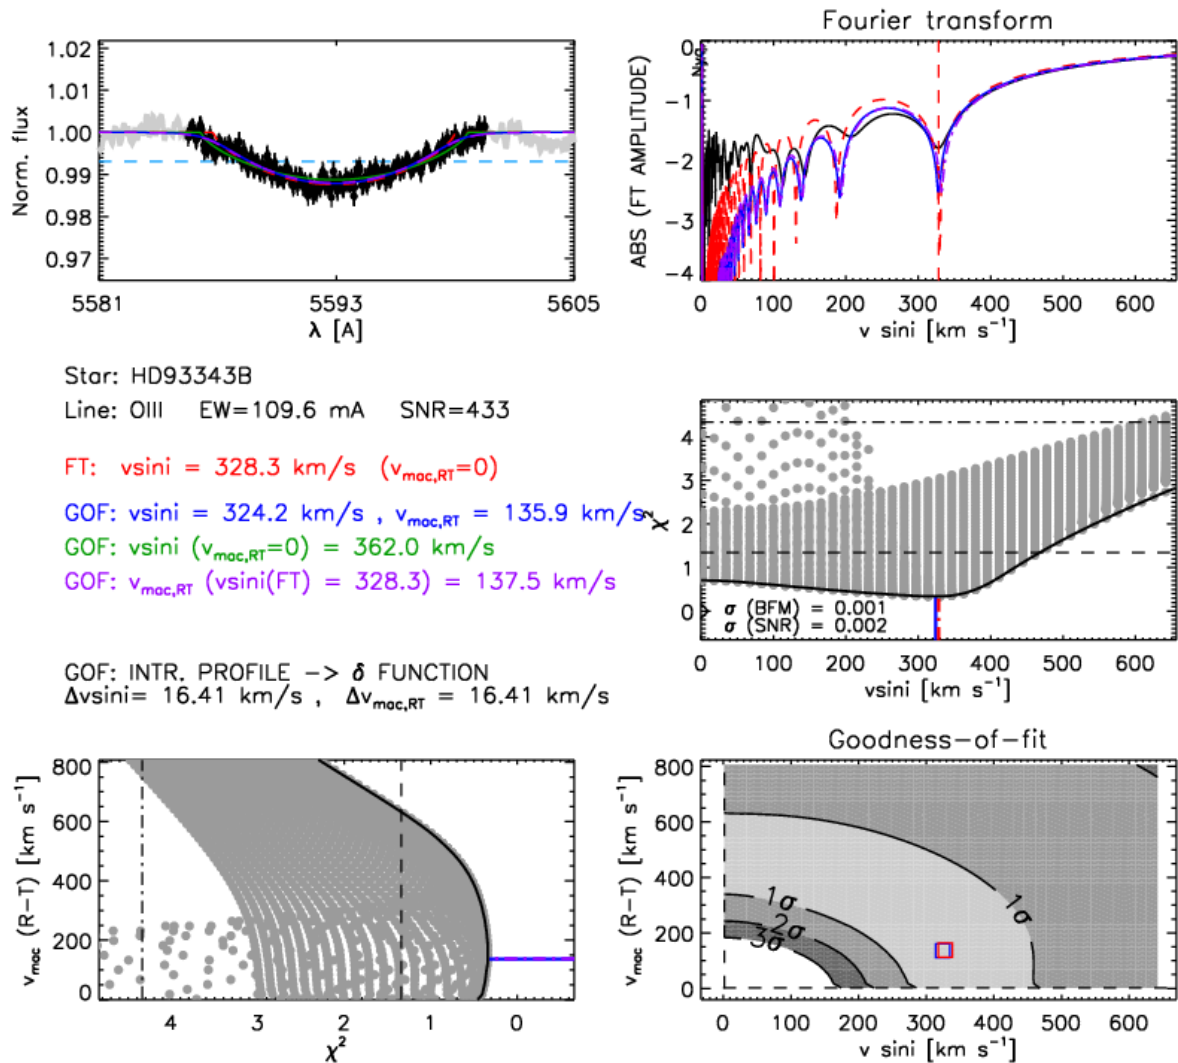 Fourier transform
1.02
1.01
1.00
0.99
0.98
0.97
Norm. flux
5581 5593 5605
λ [A]
0
-1
-2
-3
-4
ABS (FT AMPLITUDE)
0 100 200 300 400 500 600
v sini [km s⁻¹]
Star: HD93343B
Line: OIII EW=109.6 mA SNR=433
FT: vsini = 328.3 km/s (v_mac,RT=0)
GOF: vsini = 324.2 km/s , v_mac,RT = 135.9 km/s
GOF: vsini (v_mac,RT=0) = 362.0 km/s
GOF: v_mac,RT (vsini(FT) = 328.3) = 137.5 km/s
GOF: INTR. PROFILE -> δ FUNCTION
Δvsini= 16.41 km/s , Δv_mac,RT = 16.41 km/s
4
3
2
1
0
χ²
σ (BFM) = 0.001
σ (SNR) = 0.002
0 100 200 300 400 500 600
vsini [km s⁻¹]
800
600
400
200
0
v_mac (R-T) [km s⁻¹]
4 3 2 1 0
χ²
Goodness-of-fit
800
600
400
200
0
v_mac (R-T) [km s⁻¹]
1σ
2σ
3σ
1σ
0 100 200 300 400 500 600
v sini [km s⁻¹]